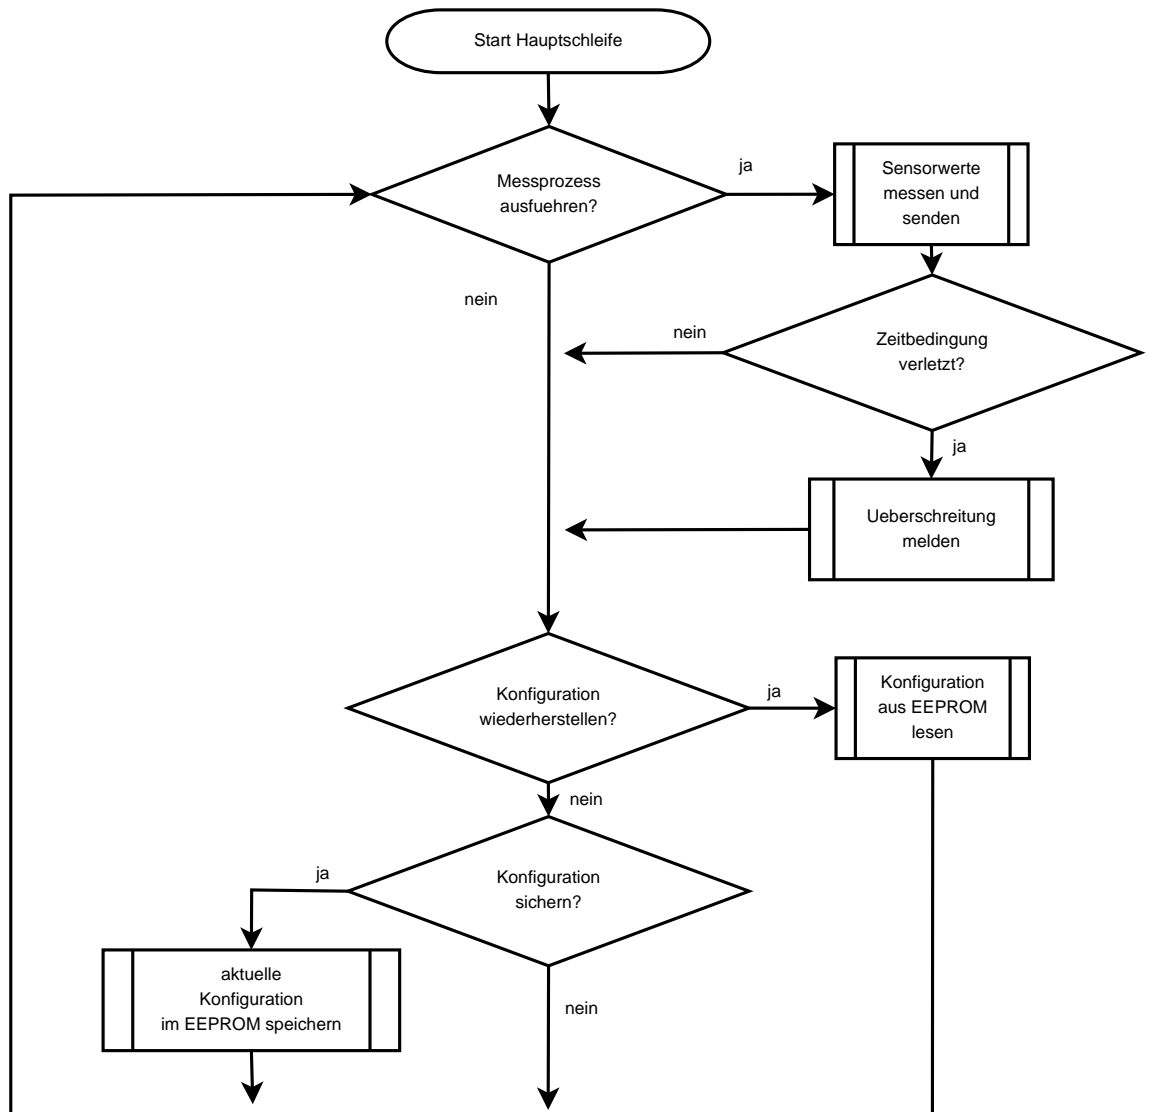 Start Hauptschleife
Messprozess
ausfuehren?
ja
Sensorwerte
messen und
senden
nein
nein
Zeitbedingung
verletzt?
ja
Ueberschreitung
melden
Konfiguration
wiederherstellen?
ja
Konfiguration
aus EEPROM
lesen
nein
Konfiguration
sichern?
ja
aktuelle
Konfiguration
im EEPROM speichern
nein